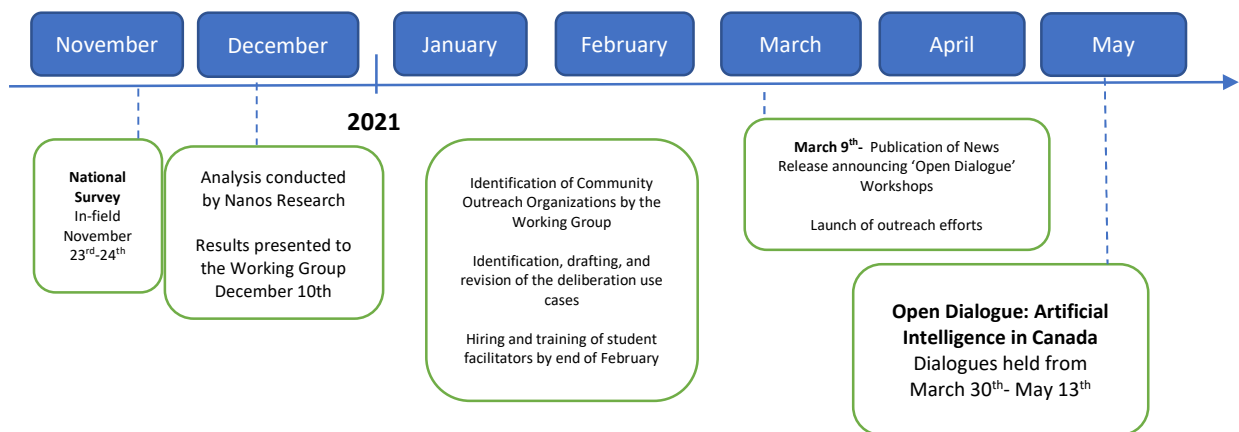 November
December
January
February
March
April
May
2021
National
Survey
In-field
November
23rd-24th
Analysis conducted
by Nanos Research
Results presented to
the Working Group
December 10th
Identification of Community
Outreach Organizations by the
Working Group
Identification, drafting, and
revision of the deliberation use
cases
Hiring and training of student
facilitators by end of February
March 9th-  Publication of News
Release announcing ‘Open Dialogue’
Workshops
Launch of outreach efforts
Open Dialogue: Artificial
Intelligence in Canada
Dialogues held from
March 30th- May 13th